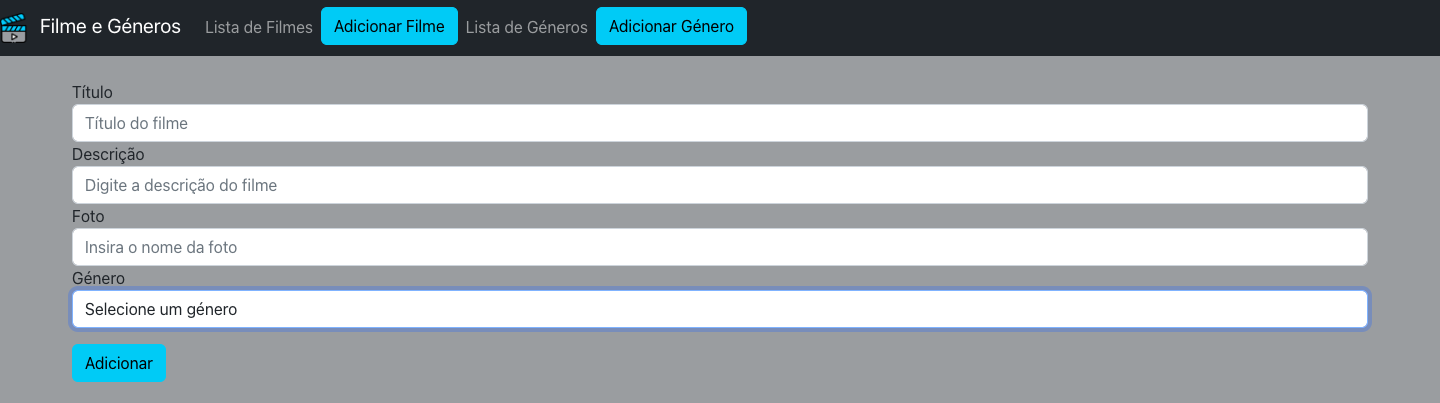 Filme e Géneros Lista de Filmes Adicionar Filme Lista de Géneros Adicionar Género
Título
Título do filme
Descrição
Digite a descrição do filme
Foto
Insira o nome da foto
Género
Selecione um género
Adicionar